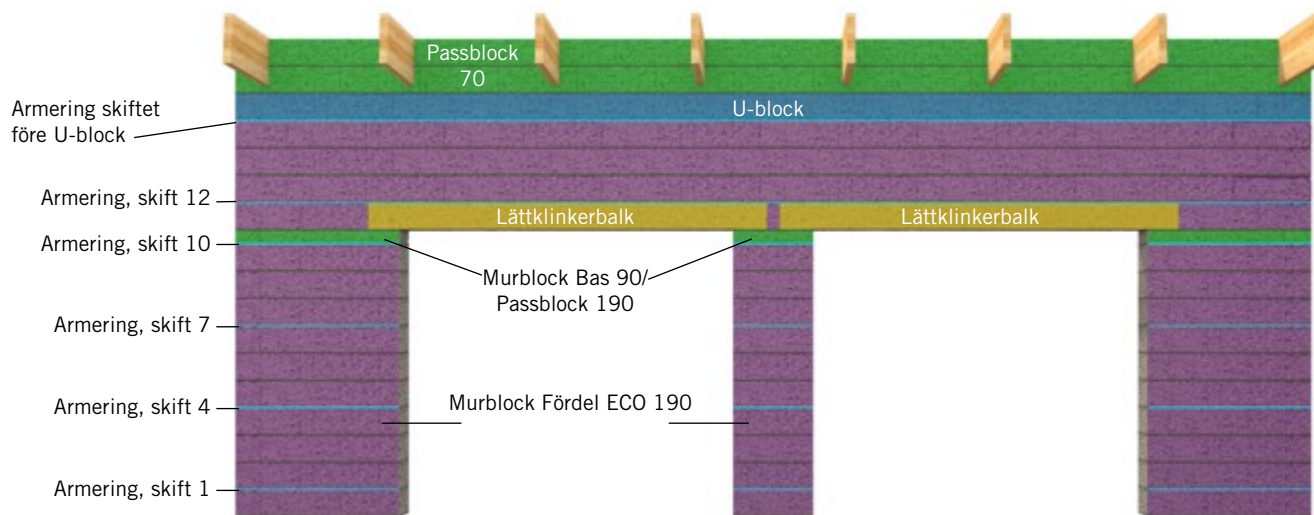 Passblock
70
Armering skiftet
före U-block
U-block
Armering, skift 12
Lättklinkerbalk
Lättklinkerbalk
Armering, skift 10
Murblock Bas 90/
Passblock 190
Armering, skift 7
Armering, skift 4
Murblock Fördel ECO 190
Armering, skift 1